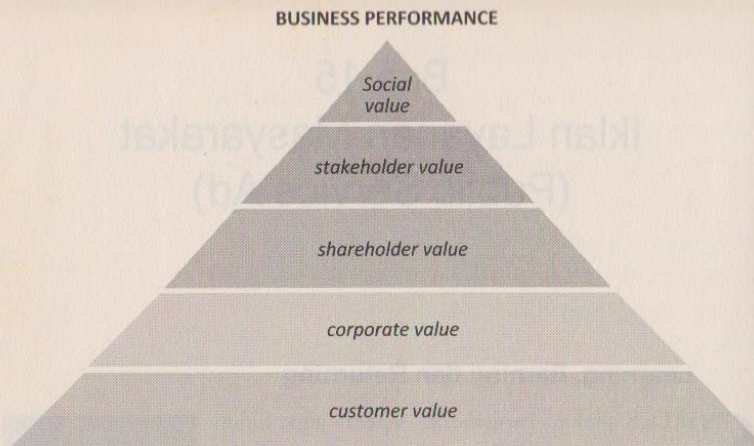 BUSINESS PERFORMANCE
Social
value
stakeholder value
shareholder value
corporate value
customer value